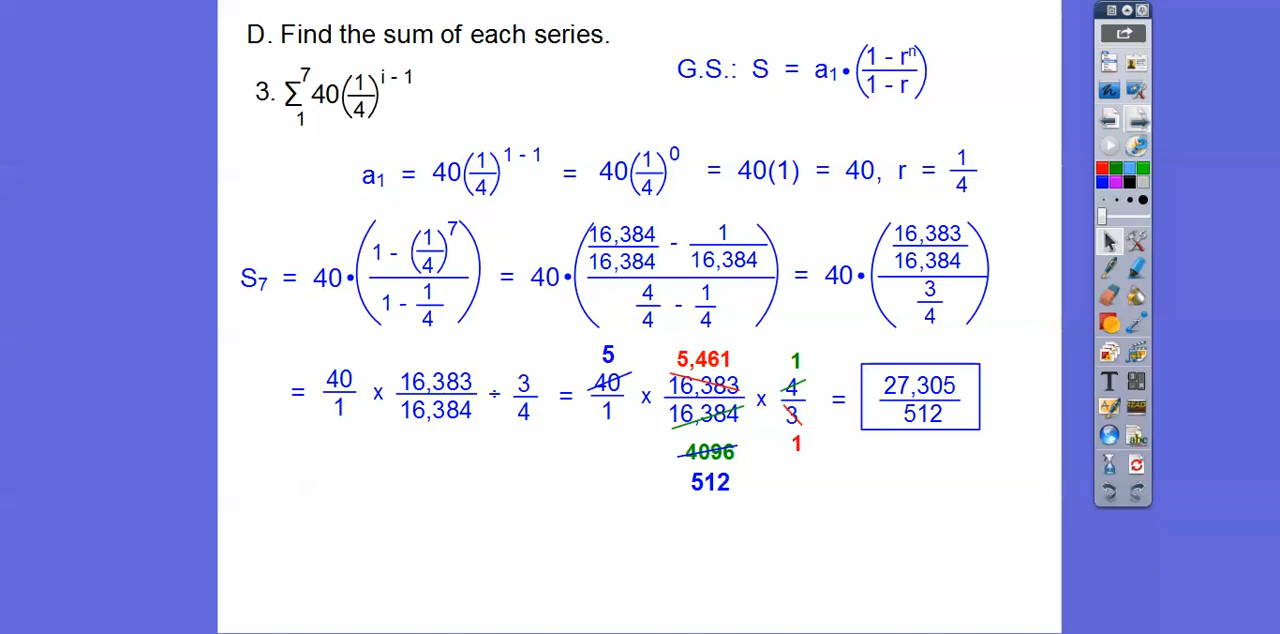 D. Find the sum of each series.
G.S.: S = a₁•((1 - rⁿ)/(1 - r))
3. 7 Σ 1 40(1/4)^(i - 1)
a₁ = 40(1/4)^(1 - 1) = 40(1/4)^0 = 40(1) = 40, r = 1/4
S₇ = 40•((1 - (1/4)^7)/(1 - 1/4)) = 40•((16,384/16,384 - 1/16,384)/(4/4 - 1/4)) = 40•((16,383/16,384)/(3/4))
5 5,461 1
= 40/1 x 16,383/16,384 ÷ 3/4 = 40/1 x 16,383/16,384 x 4/3 = 27,305/512
4096 1
512